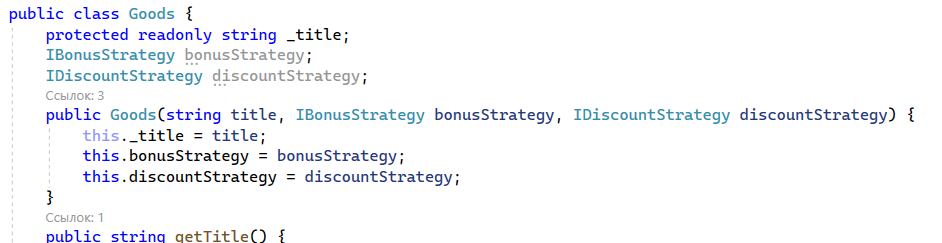 public class Goods {
protected readonly string _title;
IBonusStrategy bonusStrategy;
IDiscountStrategy discountStrategy;
Ссылок: 3
public Goods(string title, IBonusStrategy bonusStrategy, IDiscountStrategy discountStrategy) {
this._title = title;
this.bonusStrategy = bonusStrategy;
this.discountStrategy = discountStrategy;
}
Ссылок: 1
public string getTitle() {